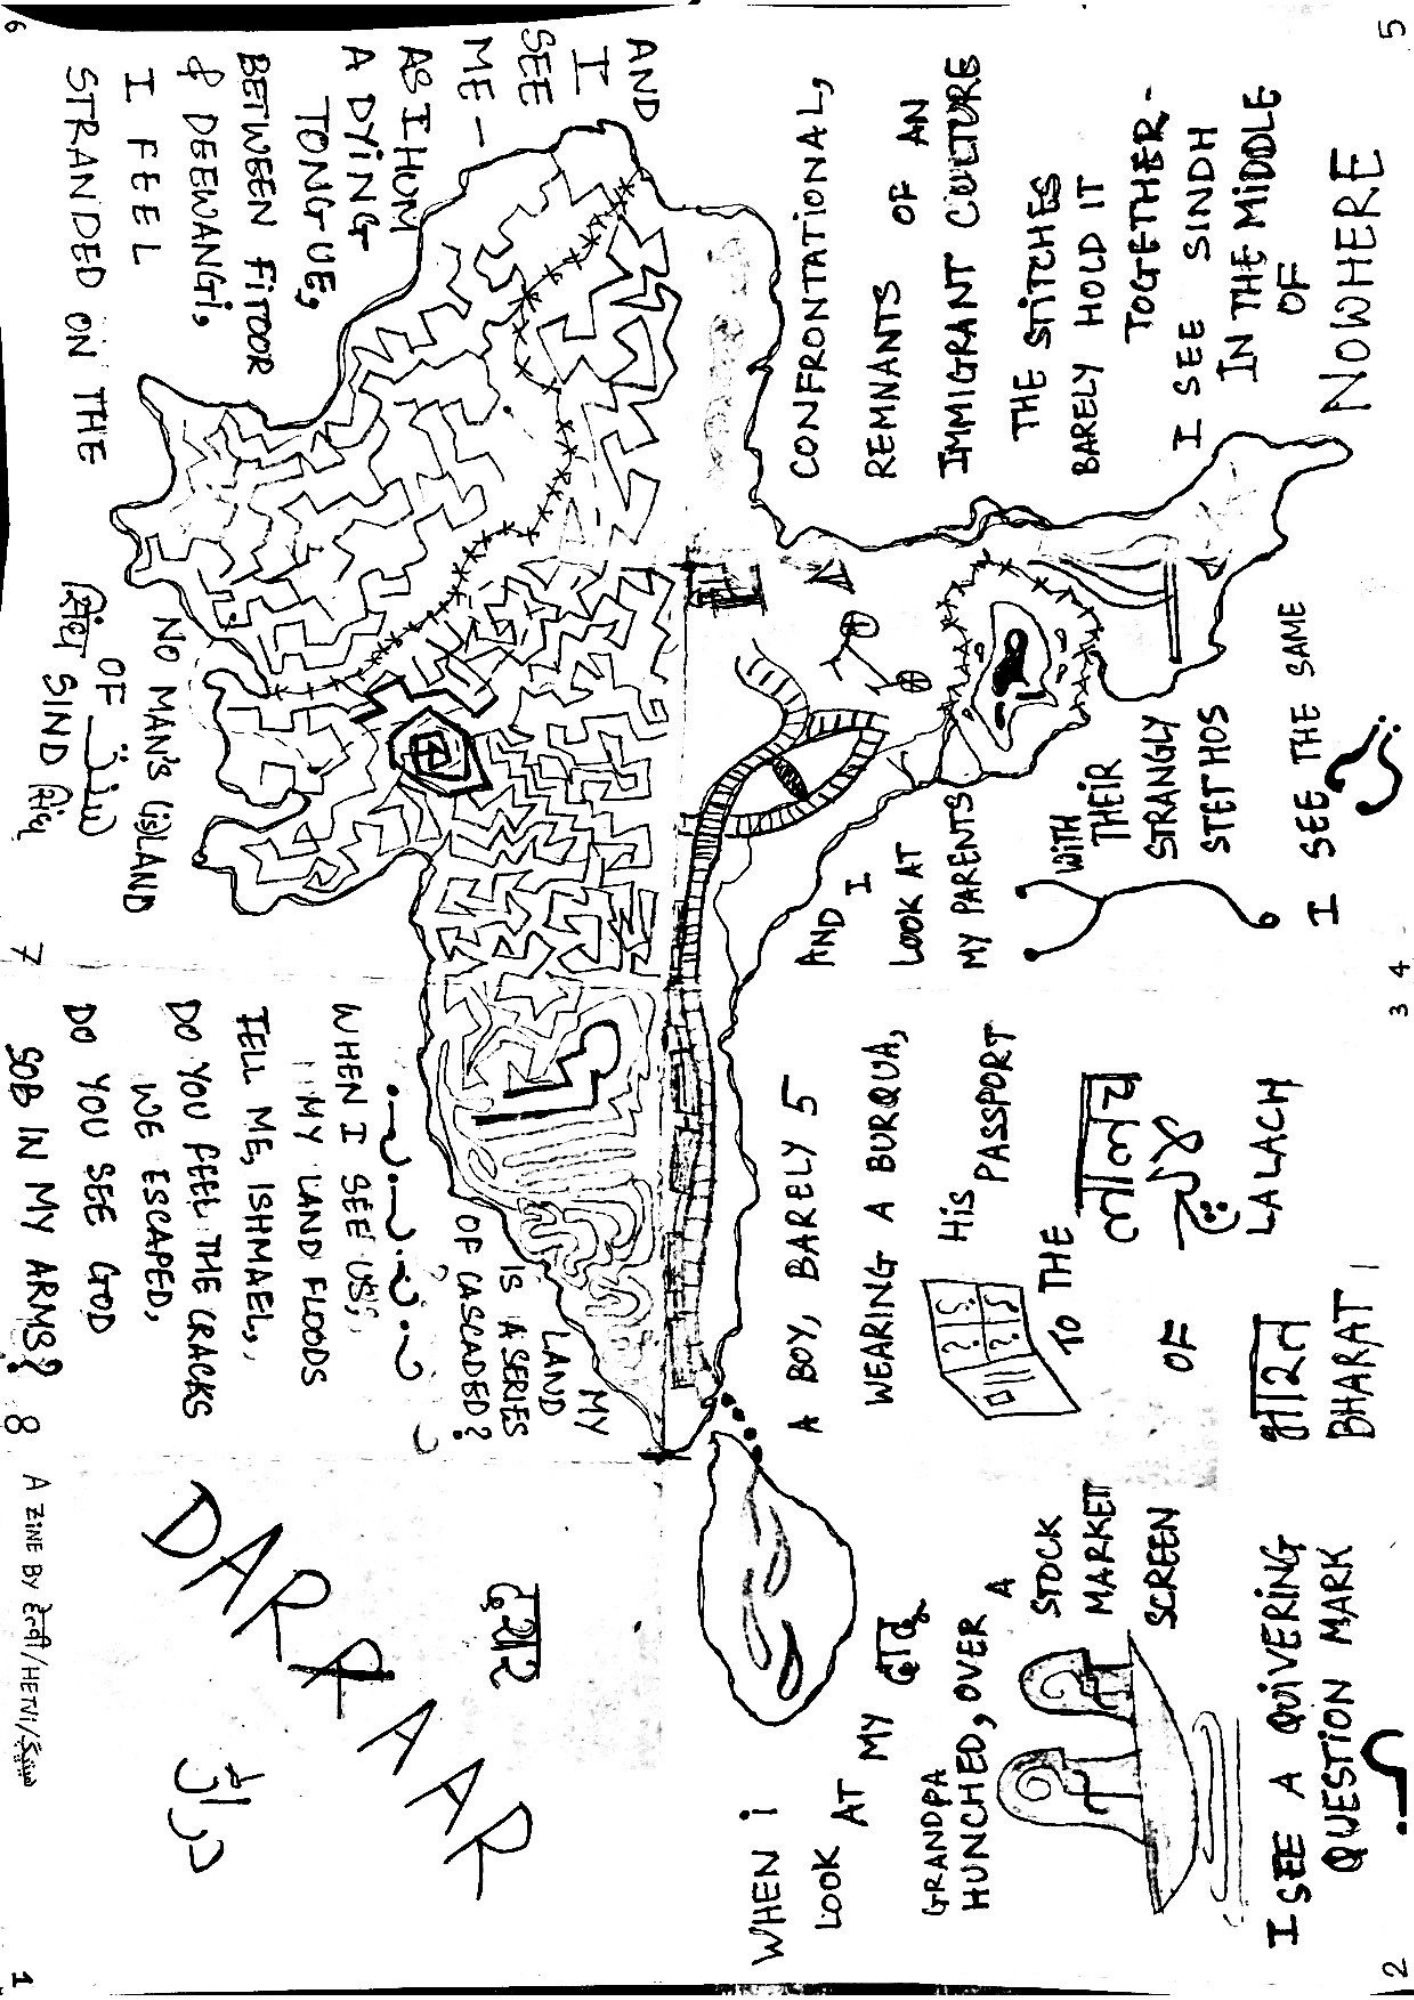 DARRAAR
दरार
دراڙ
A ZINE BY हेत्वी/HETVI/
1
WHEN I
LOOK
AT MY दादू
GRANDPA
HUNCHED, OVER
A
STOCK
MARKET
SCREEN
I SEE A QUIVERING
QUESTION MARK
2
A BOY, BARELY 5
WEARING A BURQUA,
HIS
PASSPORT
TO THE
लालच
لالچ
LALACH
OF
भारत
BHARAT,
3
AND I
LOOK AT
MY PARENTS
WITH
THEIR
STRANGLY
STETHOS
I SEE THE SAME
؟
4
CONFRONTATIONAL,
REMNANTS OF AN
IMMIGRANT CULTURE
THE STITCHES
BARELY HOLD IT
TOGETHER-
I SEE SINDH
IN THE MIDDLE
OF
NOWHERE
5
AND
I
SEE
ME —
AS I HUM
A DYING
TONGUE,
BETWEEN FITOOR
& DEEWANGI,
I FEEL
STRANDED ON THE
6
NO MAN'S (IS)LAND
OF
SIND
7
MY
LAND
IS A SERIES
OF CASCADED?
WHEN I SEE US,
MY LAND FLOODS
TELL ME, ISHMAEL,
DO YOU FEEL THE CRACKS
WE ESCAPED,
DO YOU SEE GOD
SOB IN MY ARMS?
8